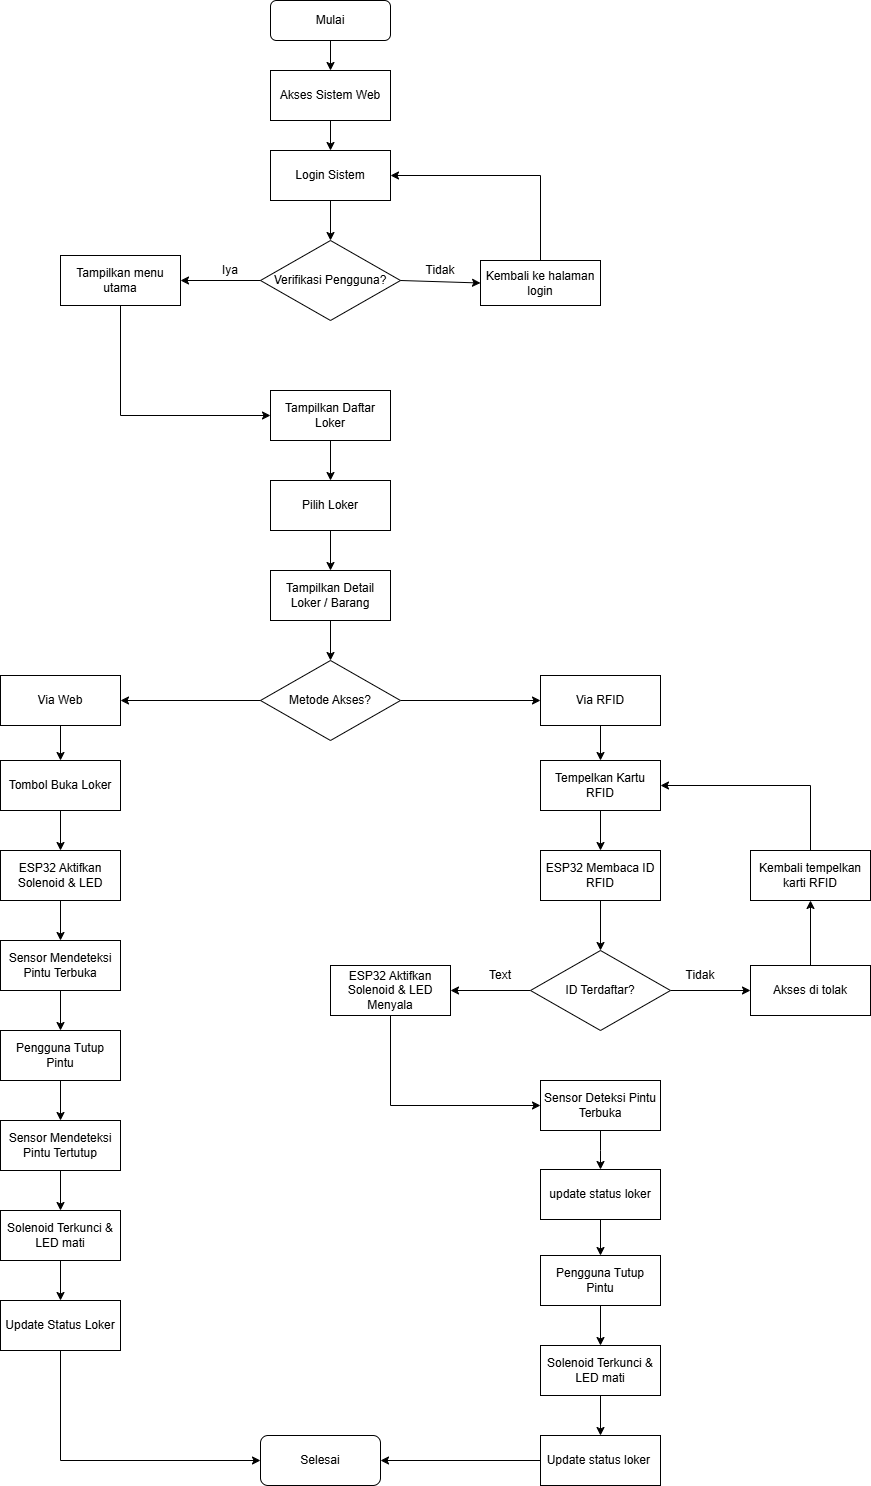 Mulai
Akses Sistem Web
Login Sistem
Verifikasi Pengguna?
Iya
Tidak
Tampilkan menu
utama
Kembali ke halaman
login
Tampilkan Daftar
Loker
Pilih Loker
Tampilkan Detail
Loker / Barang
Metode Akses?
Via Web
Via RFID
Tombol Buka Loker
ESP32 Aktifkan
Solenoid & LED
Sensor Mendeteksi
Pintu Terbuka
Pengguna Tutup
Pintu
Sensor Mendeteksi
Pintu Tertutup
Solenoid Terkunci &
LED mati
Update Status Loker
Tempelkan Kartu
RFID
ESP32 Membaca ID
RFID
ID Terdaftar?
Text
Tidak
ESP32 Aktifkan
Solenoid & LED
Menyala
Akses di tolak
Kembali tempelkan
karti RFID
Sensor Deteksi Pintu
Terbuka
update status loker
Pengguna Tutup
Pintu
Solenoid Terkunci &
LED mati
Update status loker
Selesai